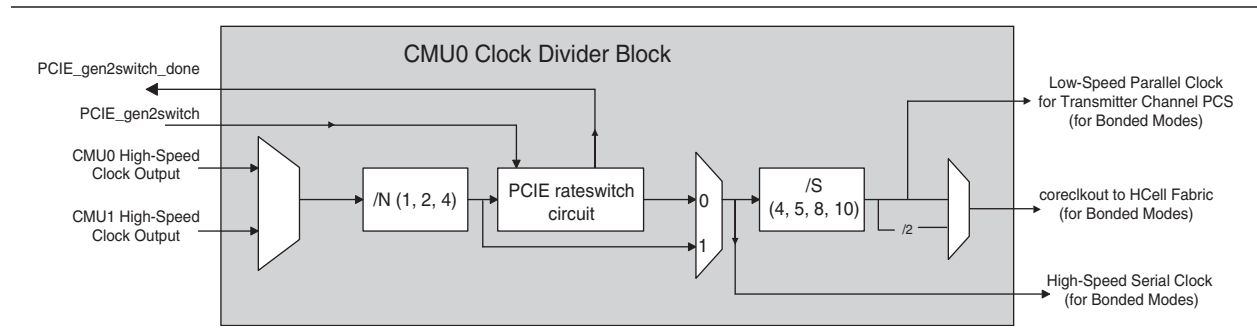 CMU0 Clock Divider Block
PCIE_gen2switch_done
PCIE_gen2switch
CMU0 High-Speed
Clock Output
CMU1 High-Speed
Clock Output
/N (1, 2, 4)
PCIE rateswitch
circuit
0
1
/S
(4, 5, 8, 10)
/2
Low-Speed Parallel Clock
for Transmitter Channel PCS
(for Bonded Modes)
coreclkout to HCell Fabric
(for Bonded Modes)
High-Speed Serial Clock
(for Bonded Modes)